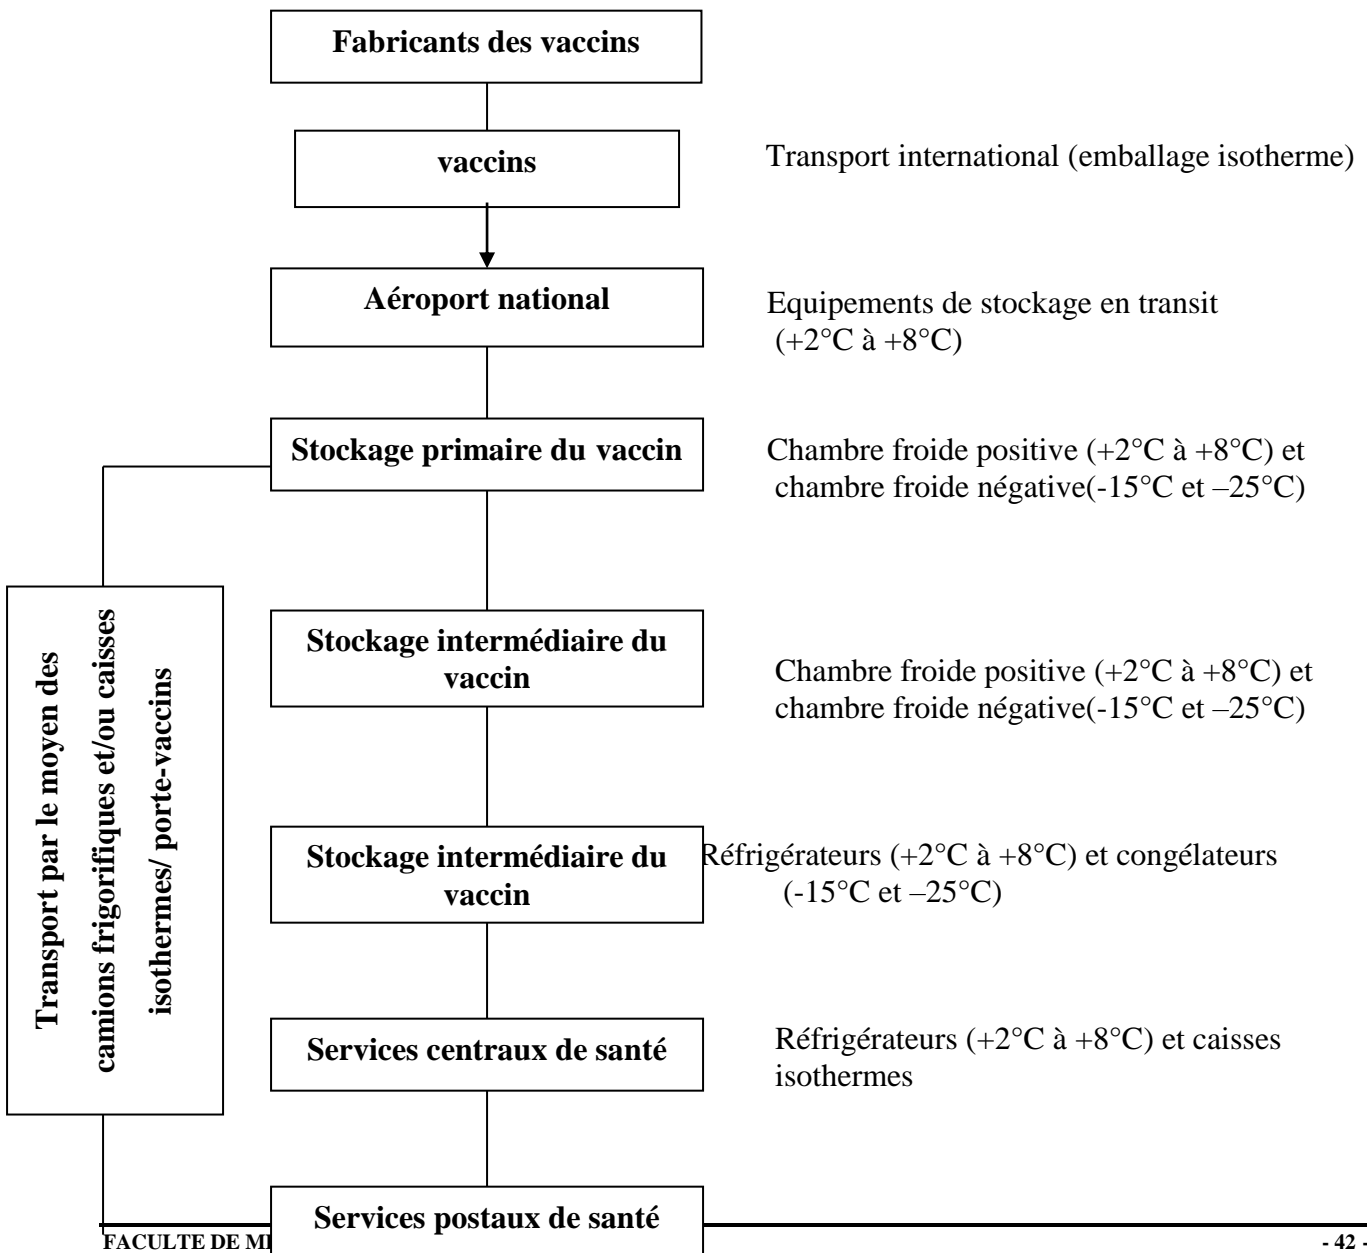 Fabricants des vaccins
vaccins
Transport international (emballage isotherme)
Aéroport national
Equipements de stockage en transit
(+2°C à +8°C)
Stockage primaire du vaccin
Chambre froide positive (+2°C à +8°C) et
chambre froide négative(-15°C et –25°C)
Transport par le moyen des
camions frigorifiques et/ou caisses
isothermes/ porte-vaccins
Stockage intermédiaire du
vaccin
Chambre froide positive (+2°C à +8°C) et
chambre froide négative(-15°C et –25°C)
Stockage intermédiaire du
vaccin
Réfrigérateurs (+2°C à +8°C) et congélateurs
(-15°C et –25°C)
Services centraux de santé
Réfrigérateurs (+2°C à +8°C) et caisses
isothermes
Services postaux de santé
FACULTE DE
- 42 -